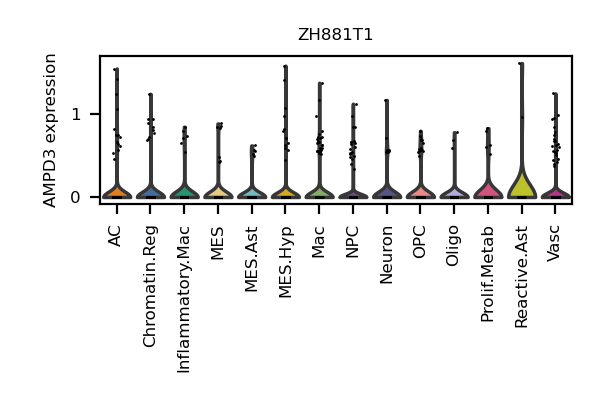 ZH881T1
AMPD3 expression
1
0
AC
Chromatin.Reg
Inflammatory.Mac
MES
MES.Ast
MES.Hyp
Mac
NPC
Neuron
OPC
Oligo
Prolif.Metab
Reactive.Ast
Vasc